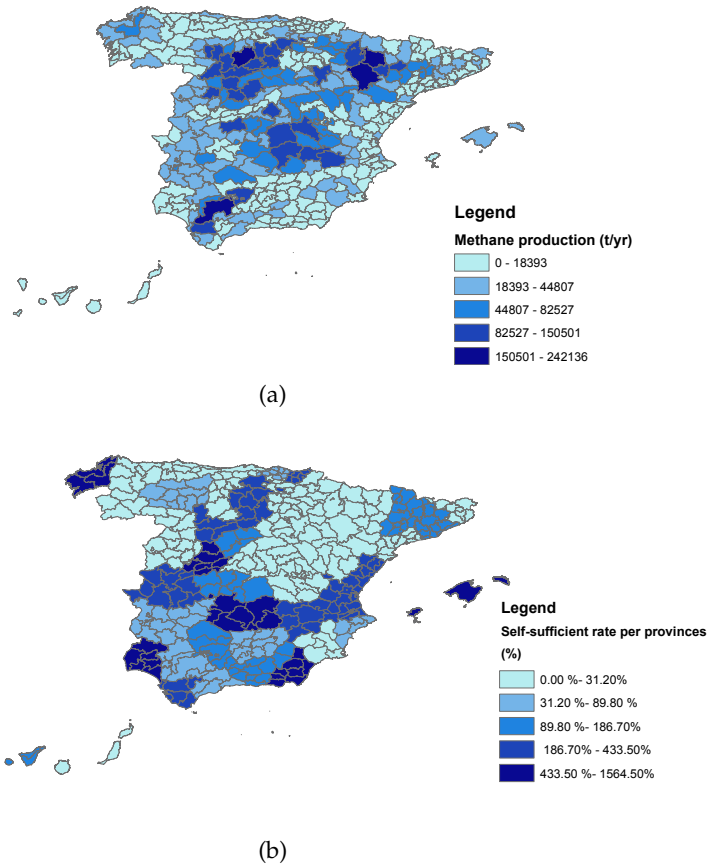 Legend
Methane production (t/yr)
0 - 18393
18393 - 44807
44807 - 82527
82527 - 150501
150501 - 242136
(a)
Legend
Self-sufficient rate per provinces
(%)
0.00 %- 31.20%
31.20 %- 89.80 %
89.80 %- 186.70%
186.70% - 433.50%
433.50 %- 1564.50%
(b)